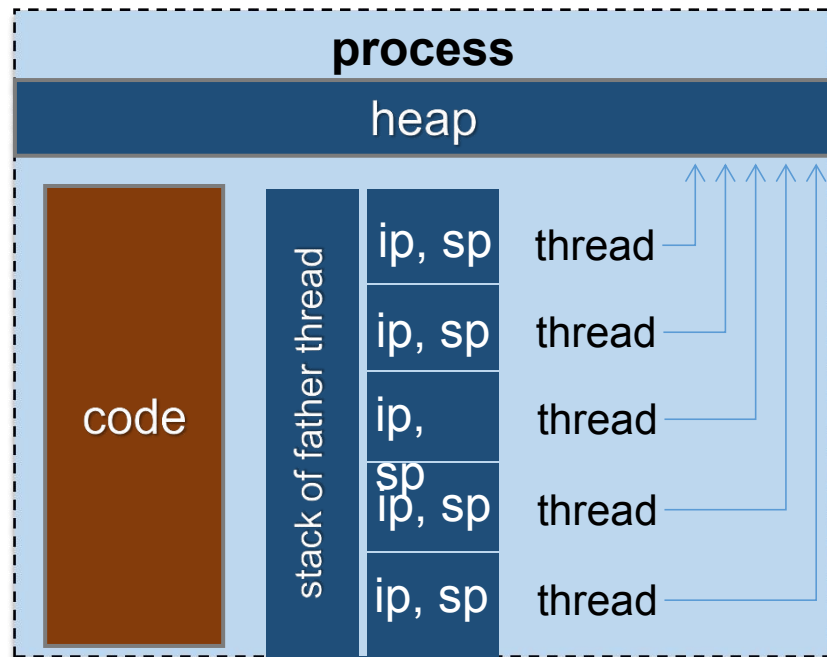 process
heap
code
stack of father thread
ip, sp
thread
ip, sp
thread
ip,
sp
thread
ip, sp
thread
ip, sp
thread